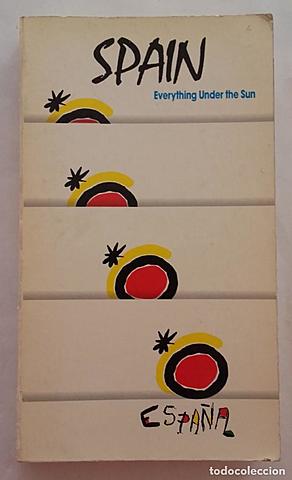 SPAIN
Everything Under the Sun
ESPAÑA
todocoleccion